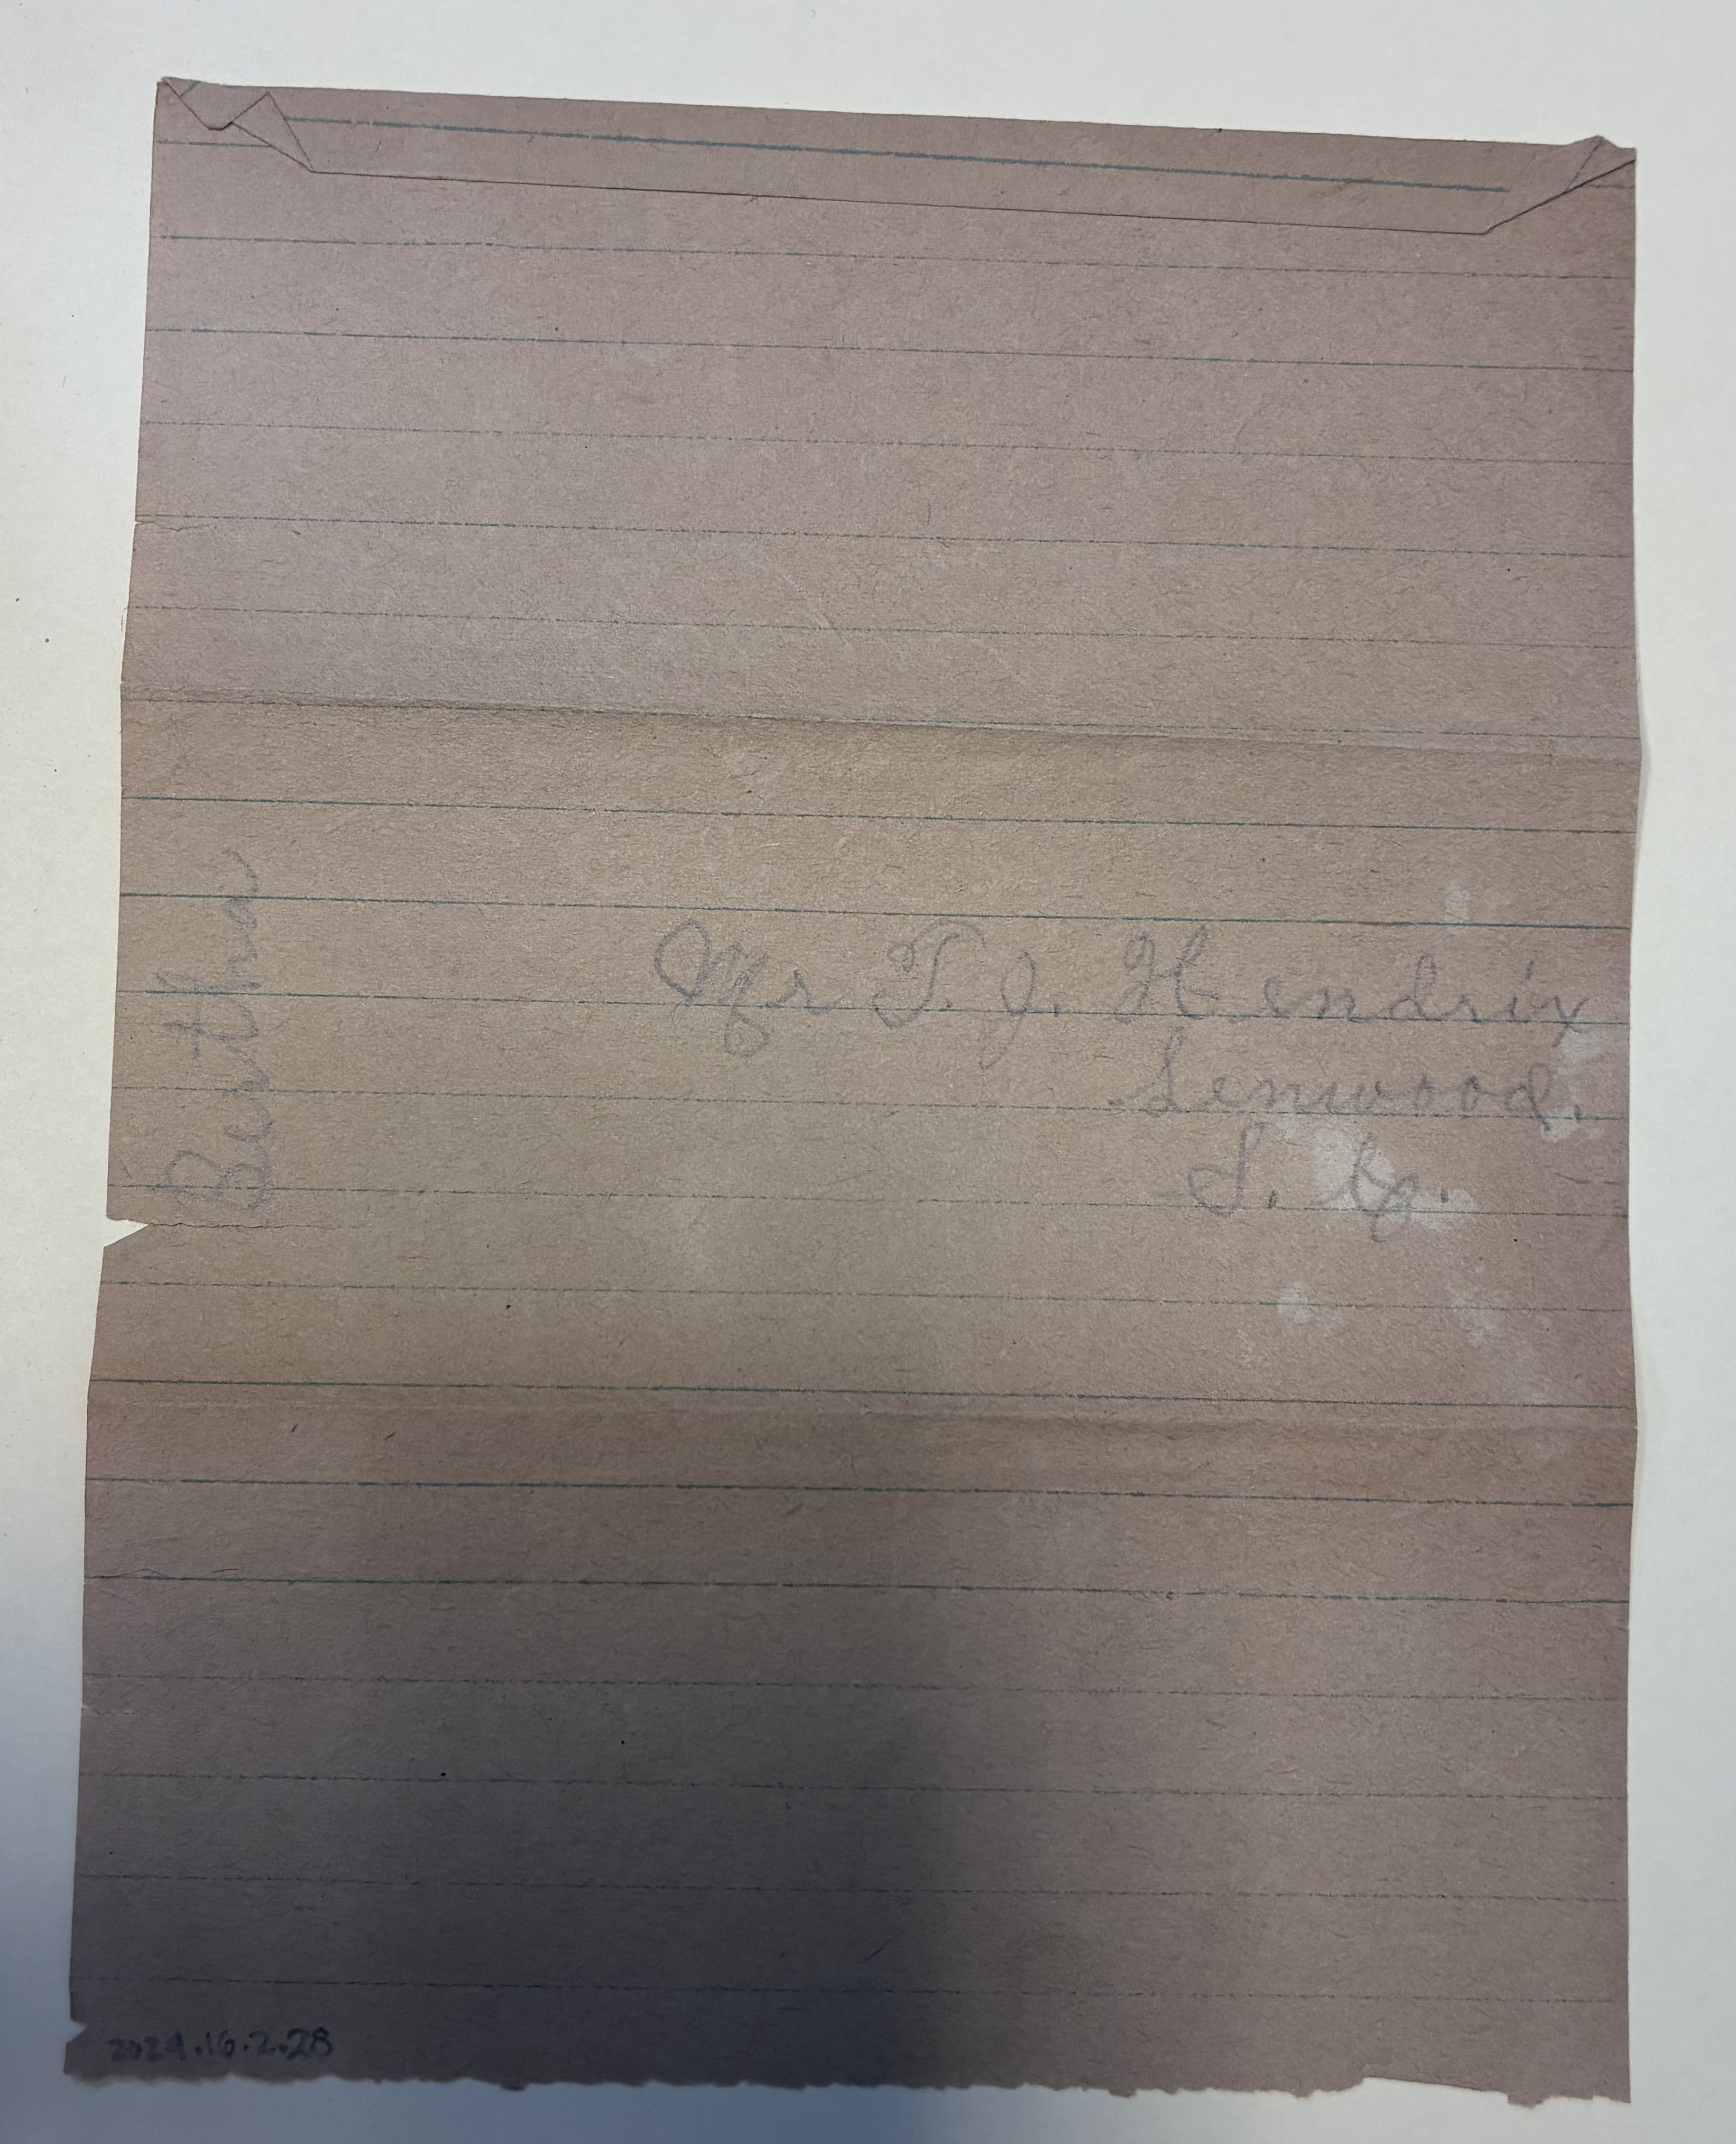 Bertha
Mr T. J. Hendrix
Lenwood.
S. C.
2024.16.2.28